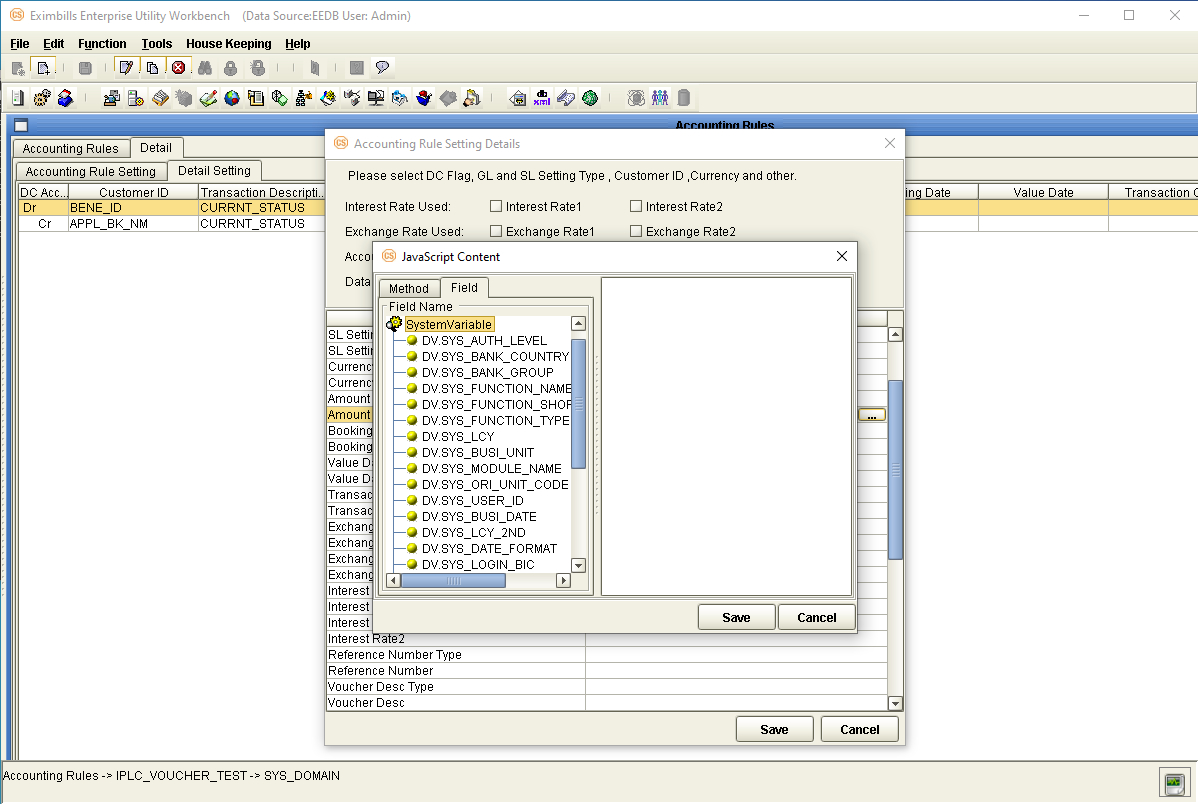 Eximbills Enterprise Utility Workbench (Data Source:EEDB User: Admin)
File Edit Function Tools House Keeping Help
Accounting Rules
Accounting Rules Detail
Accounting Rule Setting Detail Setting
DC Acc... Customer ID Transaction Descripti... ng Date Value Date Transaction
Dr BENE_ID CURRNT_STATUS
Cr APPL_BK_NM CURRNT_STATUS
CS Accounting Rule Setting Details
Please select DC Flag, GL and SL Setting Type , Customer ID ,Currency and other.
Interest Rate Used: Interest Rate1 Interest Rate2
Exchange Rate Used: Exchange Rate1 Exchange Rate2
Acco
Data
SL Settin
SL Settin
Currenc
Currenc
Amount
Amount ...
Booking
Booking
Value D
Value D
Transac
Transac
Exchang
Exchang
Exchang
Exchang
Interest
Interest
Interest
Interest Rate2
Reference Number Type
Reference Number
Voucher Desc Type
Voucher Desc
Save Cancel
CS JavaScript Content
Method Field
Field Name
SystemVariable
DV.SYS_AUTH_LEVEL
DV.SYS_BANK_COUNTRY
DV.SYS_BANK_GROUP
DV.SYS_FUNCTION_NAME
DV.SYS_FUNCTION_SHOR
DV.SYS_FUNCTION_TYPE
DV.SYS_LCY
DV.SYS_BUSI_UNIT
DV.SYS_MODULE_NAME
DV.SYS_ORI_UNIT_CODE
DV.SYS_USER_ID
DV.SYS_BUSI_DATE
DV.SYS_LCY_2ND
DV.SYS_DATE_FORMAT
DV.SYS_LOGIN_BIC
Save Cancel
Accounting Rules -> IPLC_VOUCHER_TEST -> SYS_DOMAIN